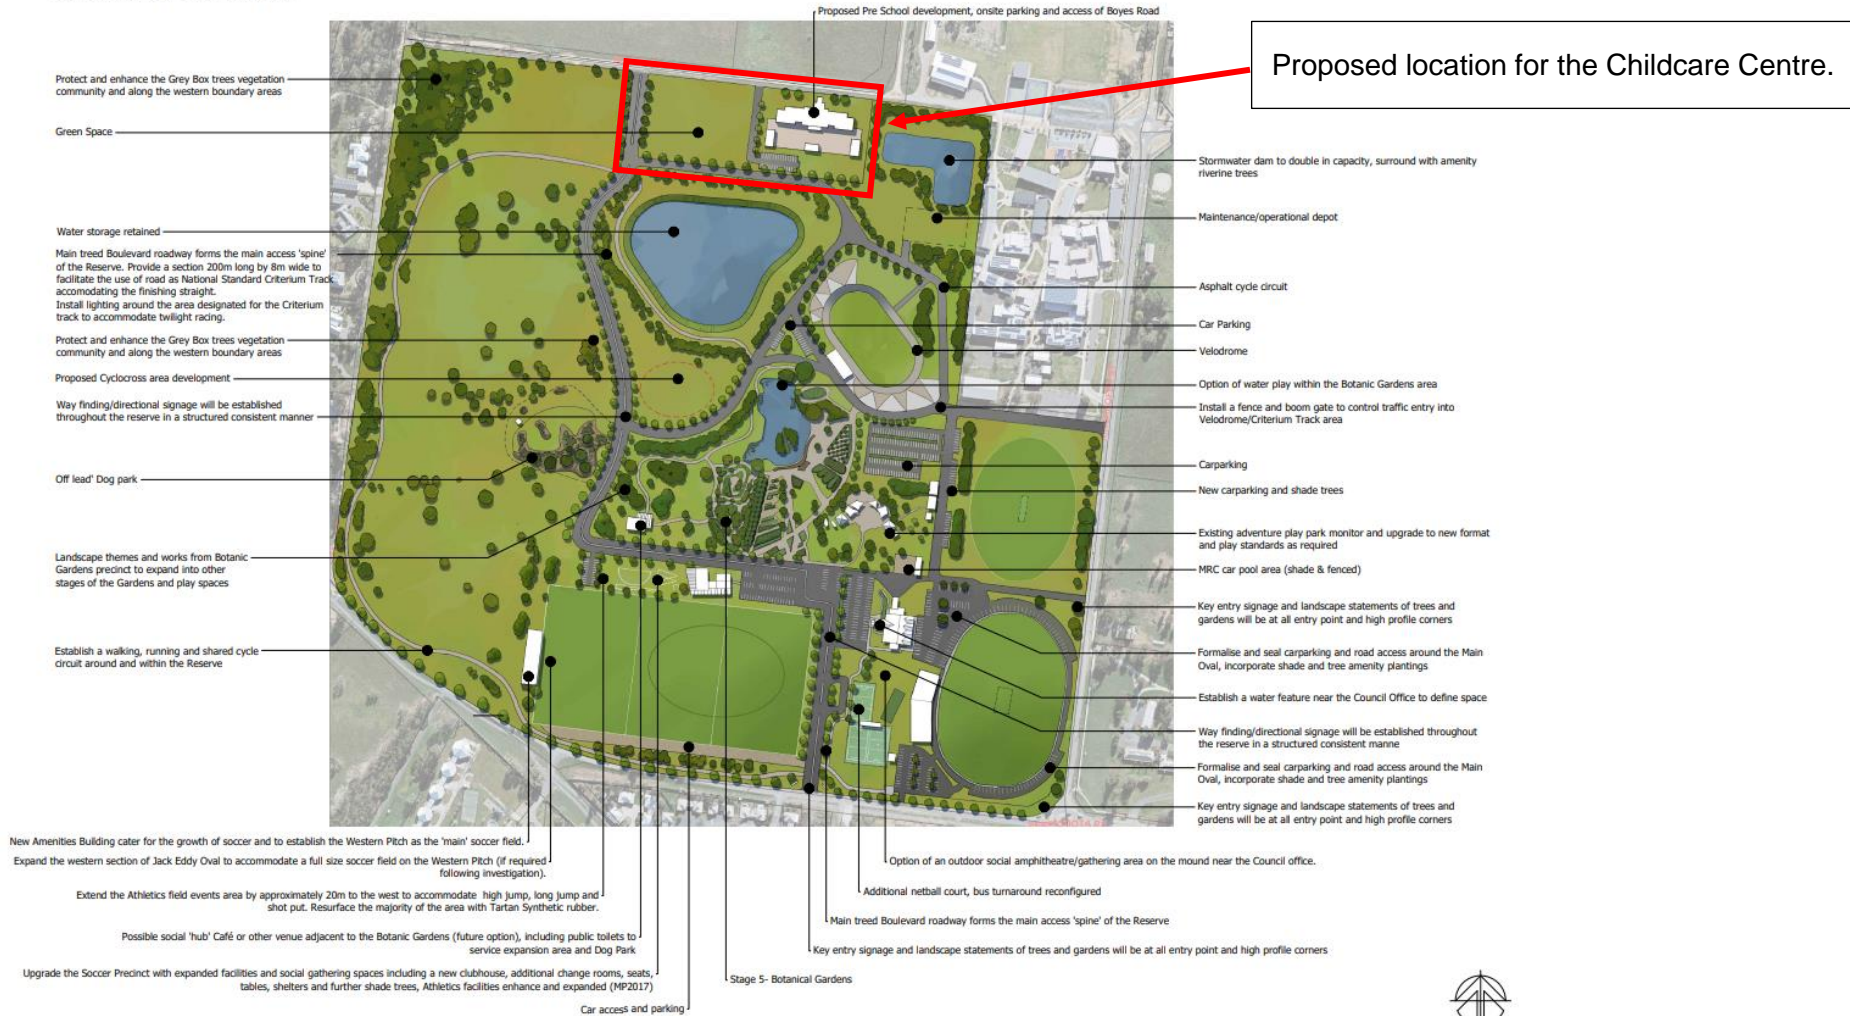 Proposed Pre School development, onsite parking and access of Boyes Road
Proposed location for the Childcare Centre.
Protect and enhance the Grey Box trees vegetation
community and along the western boundary areas
Green Space
Water storage retained
Main treed Boulevard roadway forms the main access 'spine'
of the Reserve. Provide a section 200m long by 8m wide to
facilitate the use of road as National Standard Criterium Track
accomodating the finishing straight.
Install lighting around the area designated for the Criterium
track to accommodate twilight racing.
Protect and enhance the Grey Box trees vegetation
community and along the western boundary areas
Proposed Cyclocross area development
Way finding/directional signage will be established
throughout the reserve in a structured consistent manner
Off lead' Dog park
Landscape themes and works from Botanic
Gardens precinct to expand into other
stages of the Gardens and play spaces
Establish a walking, running and shared cycle
circuit around and within the Reserve
Stormwater dam to double in capacity, surround with amenity
riverine trees
Maintenance/operational depot
Asphalt cycle circuit
Car Parking
Velodrome
Option of water play within the Botanic Gardens area
Install a fence and boom gate to control traffic entry into
Velodrome/Criterium Track area
Carparking
New carparking and shade trees
Existing adventure play park monitor and upgrade to new format
and play standards as required
MRC car pool area (shade & fenced)
Key entry signage and landscape statements of trees and
gardens will be at all entry point and high profile corners
Formalise and seal carparking and road access around the Main
Oval, incorporate shade and tree amenity plantings
Establish a water feature near the Council Office to define space
Way finding/directional signage will be established throughout
the reserve in a structured consistent manne
Formalise and seal carparking and road access around the Main
Oval, incorporate shade and tree amenity plantings
Key entry signage and landscape statements of trees and
gardens will be at all entry point and high profile corners
New Amenities Building cater for the growth of soccer and to establish the Western Pitch as the 'main' soccer field.
Expand the western section of Jack Eddy Oval to accommodate a full size soccer field on the Western Pitch (if required
following investigation).
Extend the Athletics field events area by approximately 20m to the west to accommodate high jump, long jump and
shot put. Resurface the majority of the area with Tartan Synthetic rubber.
Possible social 'hub' Café or other venue adjacent to the Botanic Gardens (future option), including public toilets to
service expansion area and Dog Park
Upgrade the Soccer Precinct with expanded facilities and social gathering spaces including a new clubhouse, additional change rooms, seats,
tables, shelters and further shade trees, Athletics facilities enhance and expanded (MP2017)
Car access and parking
Option of an outdoor social amphitheatre/gathering area on the mound near the Council office.
Additional netball court, bus turnaround reconfigured
Main treed Boulevard roadway forms the main access 'spine' of the Reserve
Key entry signage and landscape statements of trees and gardens will be at all entry point and high profile corners
Stage 5- Botanical Gardens